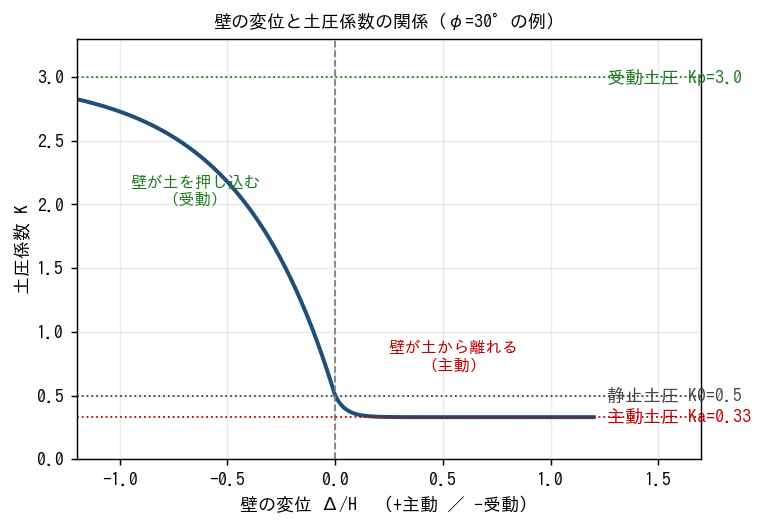 壁の変位と土圧係数の関係（φ=30° の例）
土圧係数 K
3.0
2.5
2.0
1.5
1.0
0.5
0.0
受動土圧 Kp=3.0
壁が土を押し込む
（受動）
壁が土から離れる
（主動）
静止土圧 K0=0.5
主動土圧 Ka=0.33
-1.0
-0.5
0.0
0.5
1.0
1.5
壁の変位 Δ/H （+主動 ／ -受動）